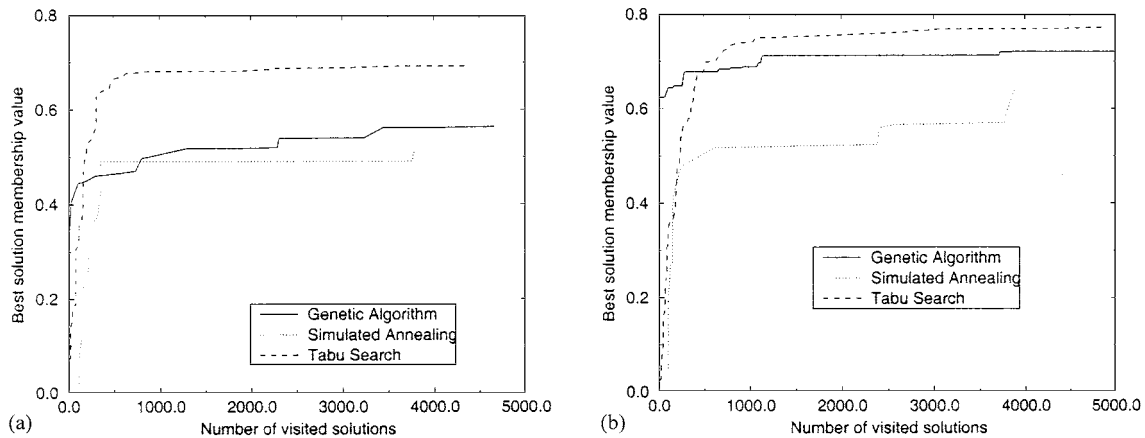 0.8
0.6
0.4
0.2
0.0
Best solution membership value
0.0 1000.0 2000.0 3000.0 4000.0 5000.0
Number of visited solutions
Genetic Algorithm
Simulated Annealing
Tabu Search
(a)
0.8
0.6
0.4
0.2
0.0
Best solution membership value
0.0 1000.0 2000.0 3000.0 4000.0 5000.0
Number of visited solutions
Genetic Algorithm
Simulated Annealing
Tabu Search
(b)